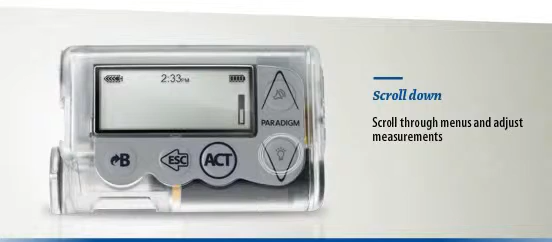 2:33PM
PARADIGM
B
ESC
ACT
Scroll down
Scroll through menus and adjust
measurements